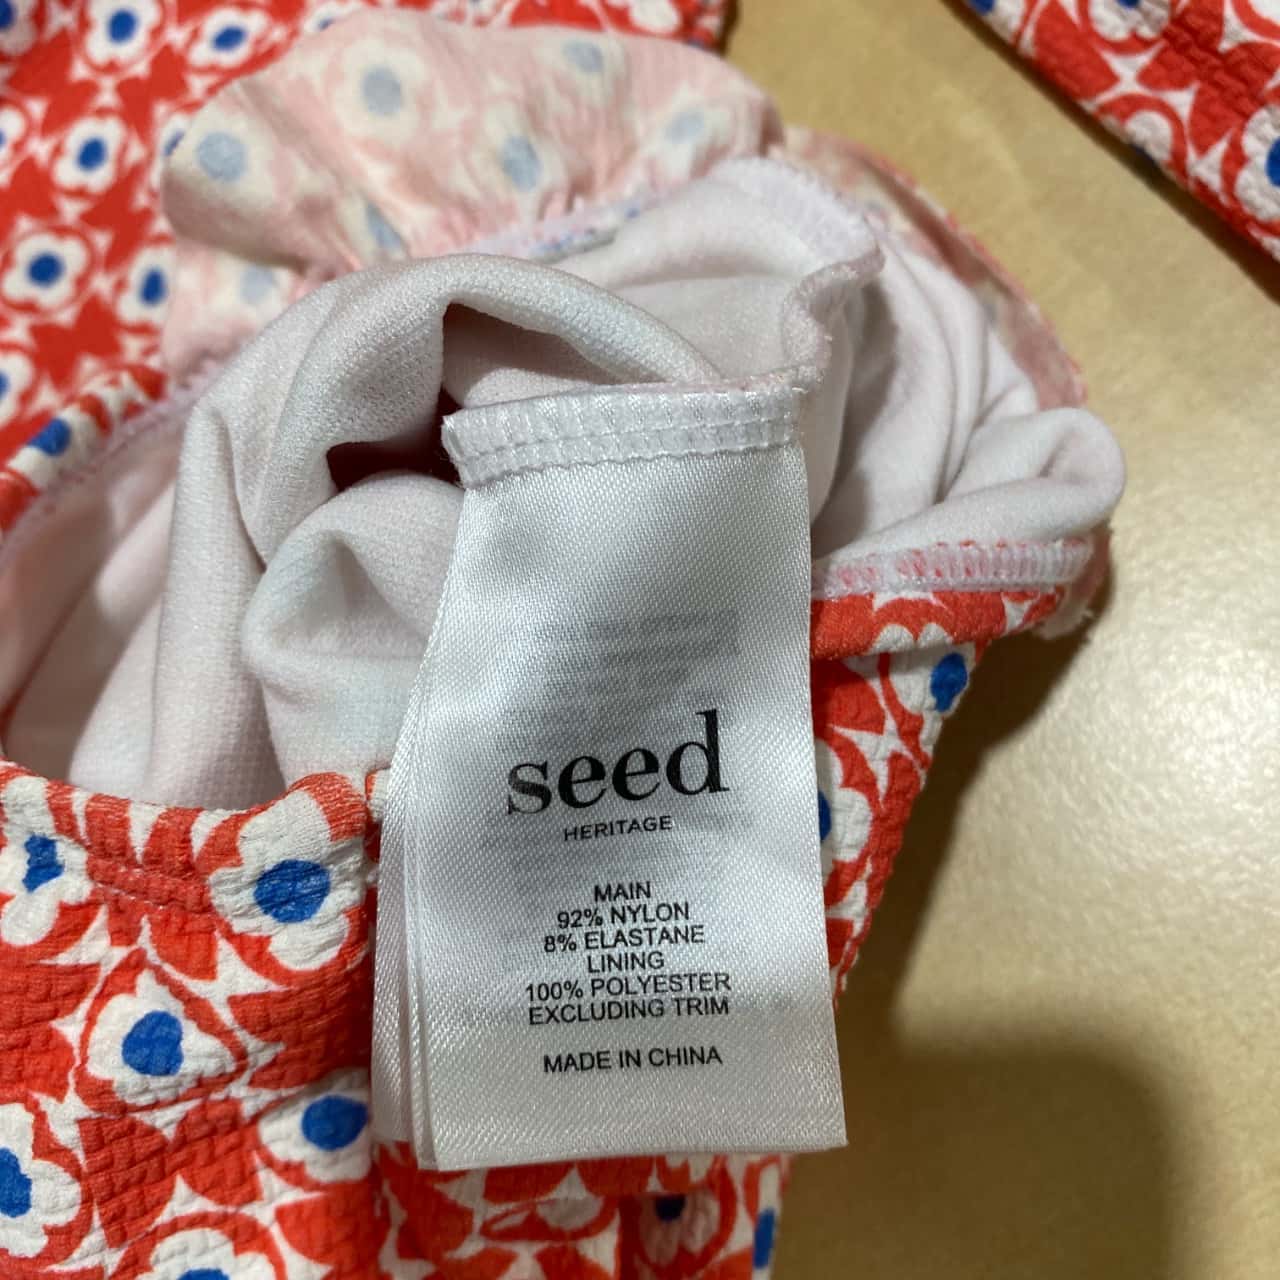 seed
HERITAGE
MAIN
92% NYLON
8% ELASTANE
LINING
100% POLYESTER
EXCLUDING TRIM
MADE IN CHINA